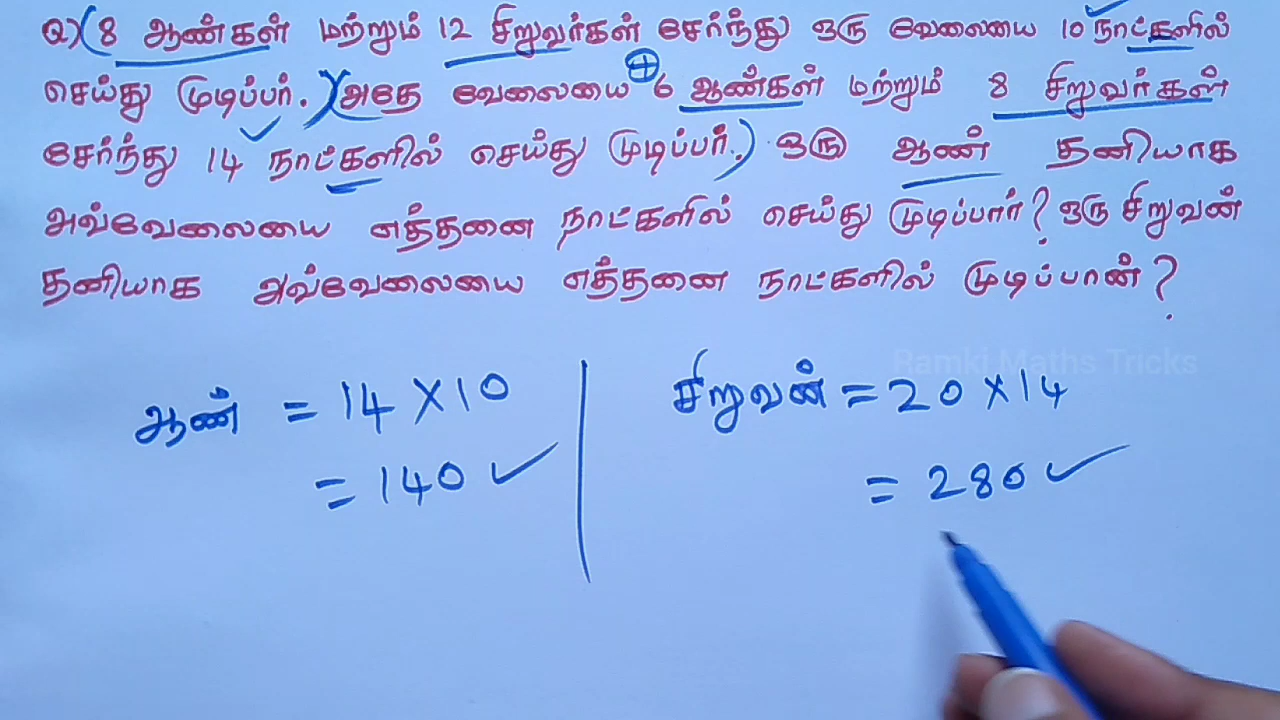 Q) 8 ஆண்கள் மற்றும் 12 சிறுவர்கள் சேர்ந்து ஒரு வேலையை 10 நாட்களில்
செய்து முடிப்பர். அதே வேலையை 6 ஆண்கள் மற்றும் 8 சிறுவர்கள்
சேர்ந்து 14 நாட்களில் செய்து முடிப்பர். ஒரு ஆண் தனியாக
அவ்வேலையை எத்தனை நாட்களில் செய்து முடிப்பார்? ஒரு சிறுவன்
தனியாக அவ்வேலையை எத்தனை நாட்களில் முடிப்பான்?
Ramki Maths Tricks
ஆண் = 14 × 10
= 140 ✓
சிறுவன் = 20 × 14
= 280 ✓